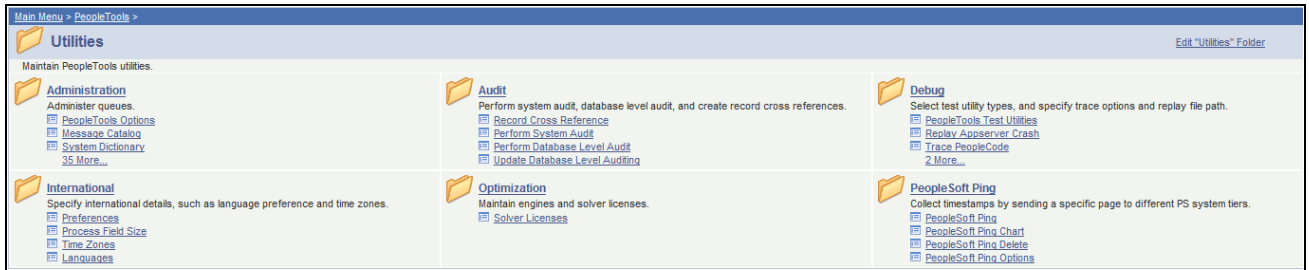 Main Menu > PeopleTools >
Utilities
Edit "Utilities" Folder
Maintain PeopleTools utilities.
Administration
Administer queues.
PeopleTools Options
Message Catalog
System Dictionary
35 More...
Audit
Perform system audit, database level audit, and create record cross references.
Record Cross Reference
Perform System Audit
Perform Database Level Audit
Update Database Level Auditing
Debug
Select test utility types, and specify trace options and replay file path.
PeopleTools Test Utilities
Replay Appserver Crash
Trace PeopleCode
2 More...
International
Specify international details, such as language preference and time zones.
Preferences
Process Field Size
Time Zones
Languages
Optimization
Maintain engines and solver licenses.
Solver Licenses
PeopleSoft Ping
Collect timestamps by sending a specific page to different PS system tiers.
PeopleSoft Ping
PeopleSoft Ping Chart
PeopleSoft Ping Delete
PeopleSoft Ping Options